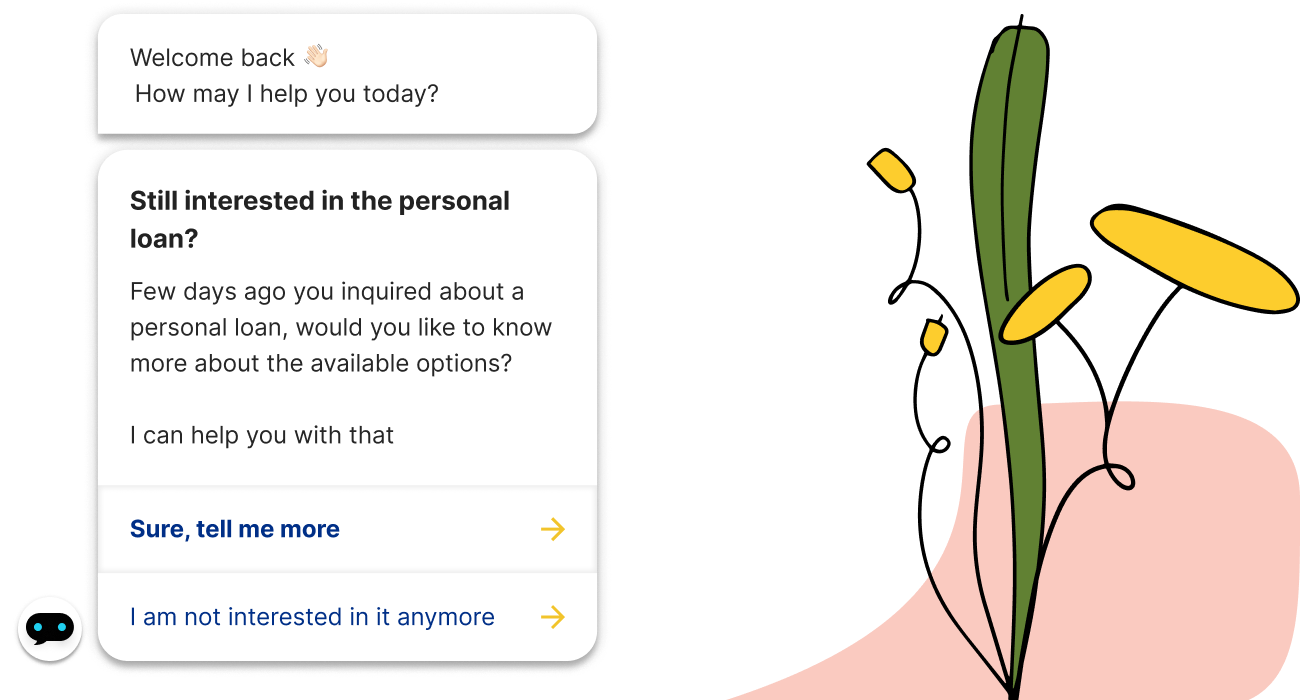 Welcome back 👋🏻
How may I help you today?
Still interested in the personal
loan?
Few days ago you inquired about a
personal loan, would you like to know
more about the available options?
I can help you with that
Sure, tell me more
I am not interested in it anymore